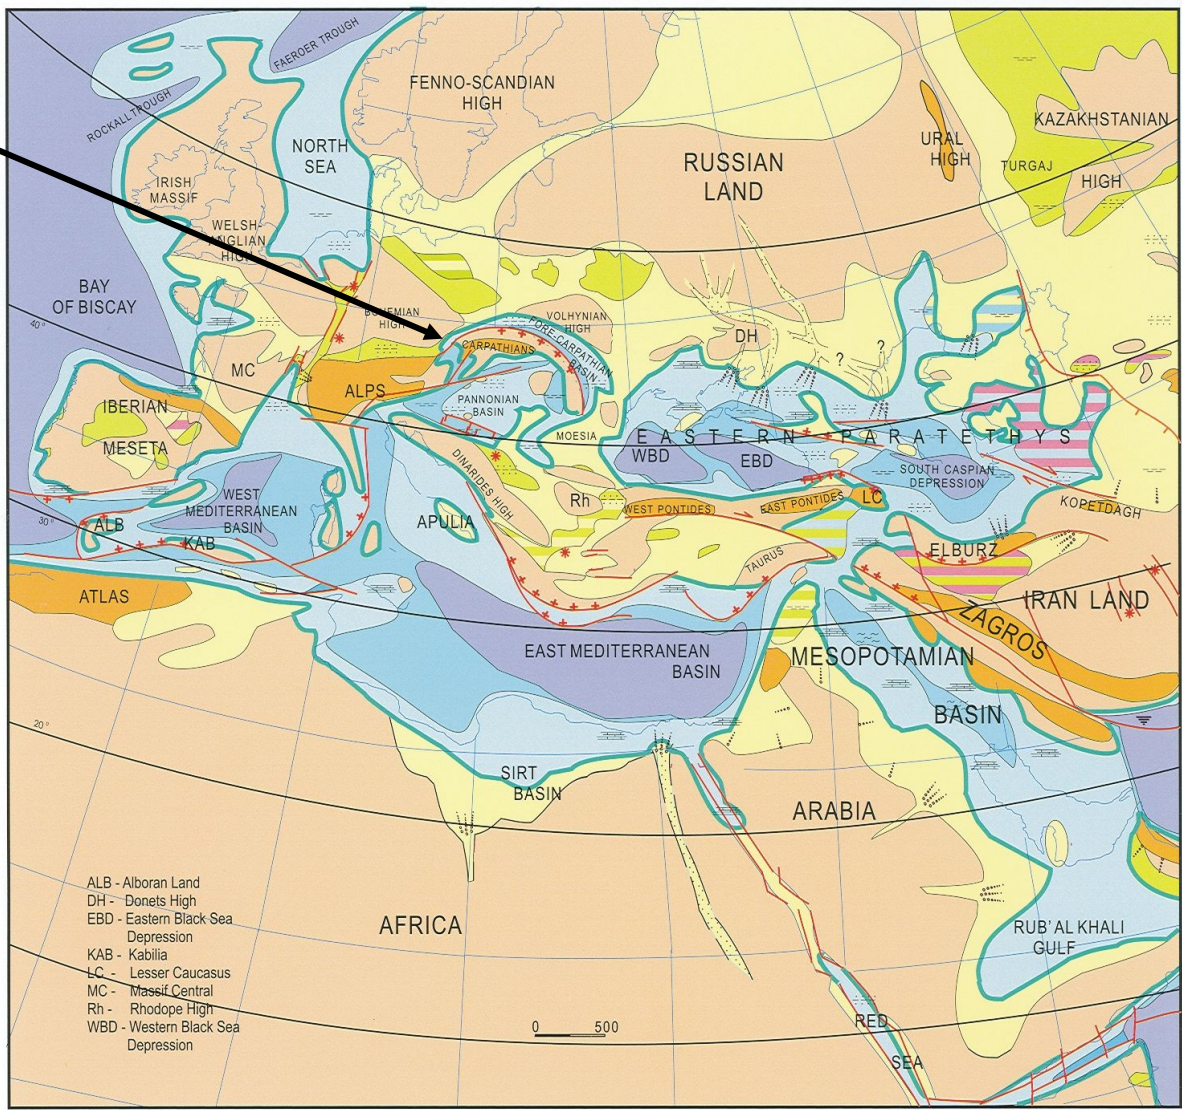 FAEROER TROUGH
ROCKALL TROUGH
FENNO-SCANDIAN
HIGH
NORTH
SEA
RUSSIAN
LAND
URAL
HIGH
KAZAKHSTANIAN
HIGH
TURGAJ
IRISH
MASSIF
WELSH-
ANGLIAN
HIGH
BAY
OF BISCAY
BOHEMIAN
HIGH
VOLHYNIAN
HIGH
FORE-CARPATHIAN
BASIN
CARPATHIANS
DH
?
?
40°
MC
ALPS
PANNONIAN
BASIN
IBERIAN
MESETA
MOESIA
EASTERN PARATETHYS
WBD
EBD
SOUTH CASPIAN
DEPRESSION
DINARIDES HIGH
WEST
MEDITERRANEAN
BASIN
Rh
WEST PONTIDES
EAST PONTIDES
LC
KOPETDAGH
30°
ALB
KAB
APULIA
TAURUS
ELBURZ
ATLAS
IRAN LAND
ZAGROS
EAST MEDITERRANEAN
BASIN
MESOPOTAMIAN
BASIN
20°
SIRT
BASIN
ARABIA
AFRICA
RUB' AL KHALI
GULF
RED
SEA
0 500
ALB - Alboran Land
DH - Donets High
EBD - Eastern Black Sea
Depression
KAB - Kabilia
LC - Lesser Caucasus
MC - Massif Central
Rh - Rhodope High
WBD - Western Black Sea
Depression